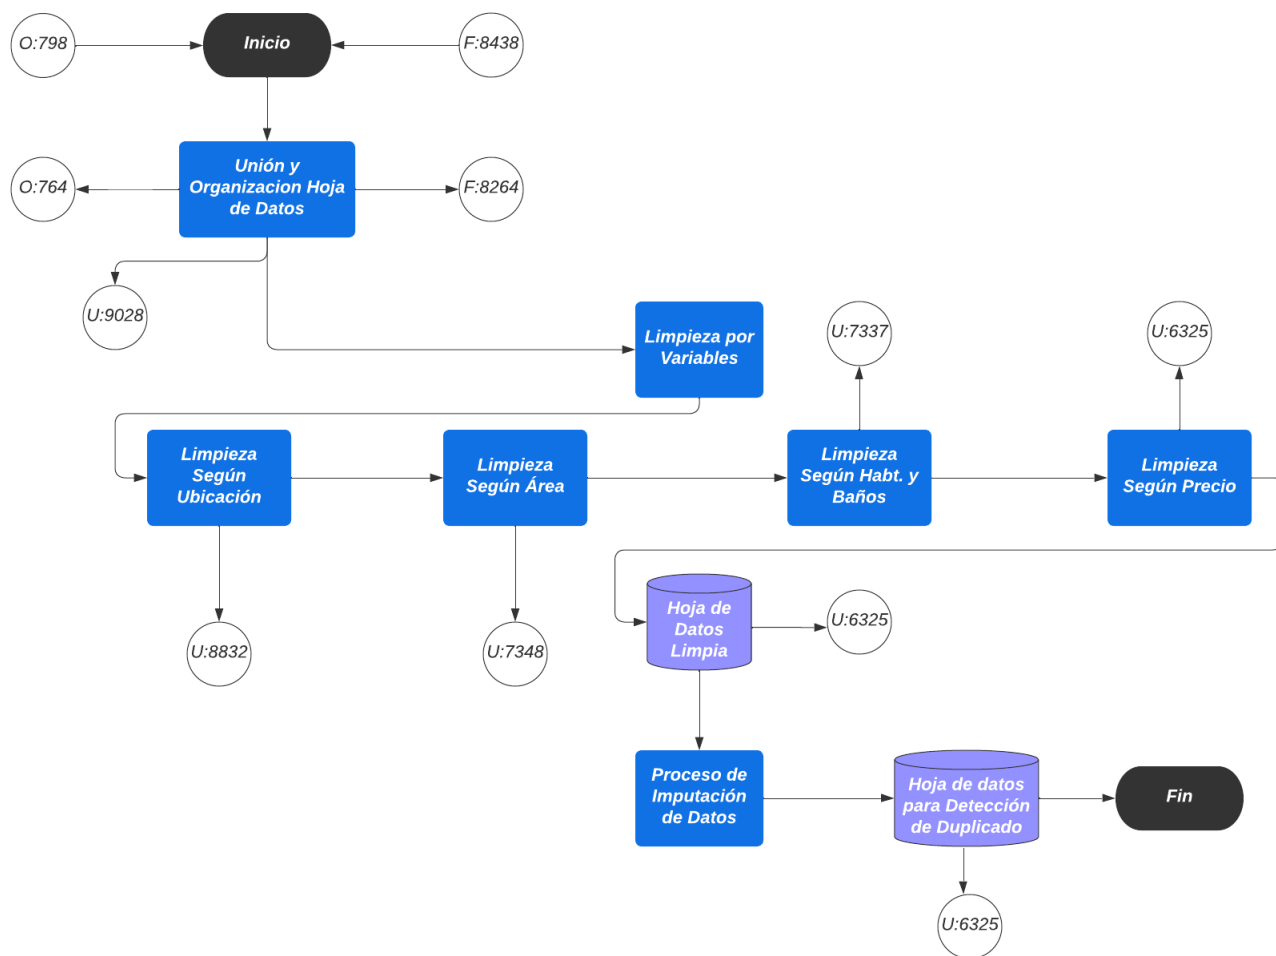 O:798
Inicio
F:8438
O:764
Unión y
Organizacion Hoja
de Datos
F:8264
U:9028
Limpieza por
Variables
U:7337
U:6325
Limpieza
Según
Ubicación
Limpieza
Según Área
Limpieza
Según Habt. y
Baños
Limpieza
Según Precio
U:8832
U:7348
Hoja de
Datos
Limpia
U:6325
Proceso de
Imputación
de Datos
Hoja de datos
para Detección
de Duplicado
Fin
U:6325